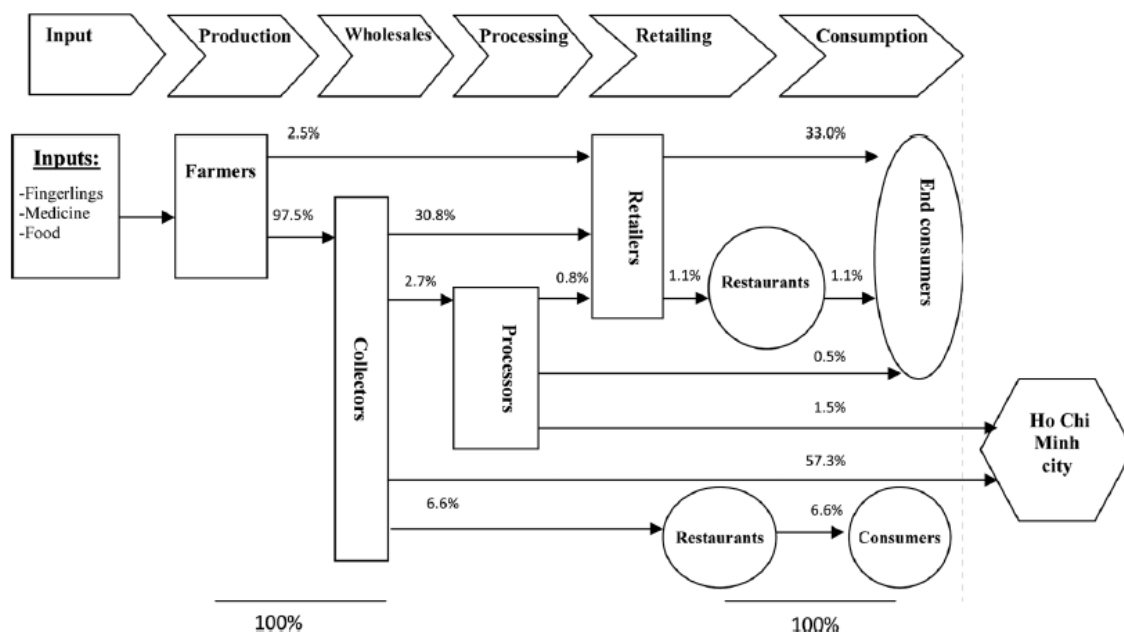 Input
Production
Wholesales
Processing
Retailing
Consumption
Inputs:
-Fingerlings
-Medicine
-Food
Farmers
2.5%
33.0%
97.5%
30.8%
2.7%
0.8%
1.1%
1.1%
Collectors
Processors
Retailers
Restaurants
End consumers
0.5%
1.5%
57.3%
Ho Chi
Minh
city
6.6%
Restaurants
6.6%
Consumers
100%
100%